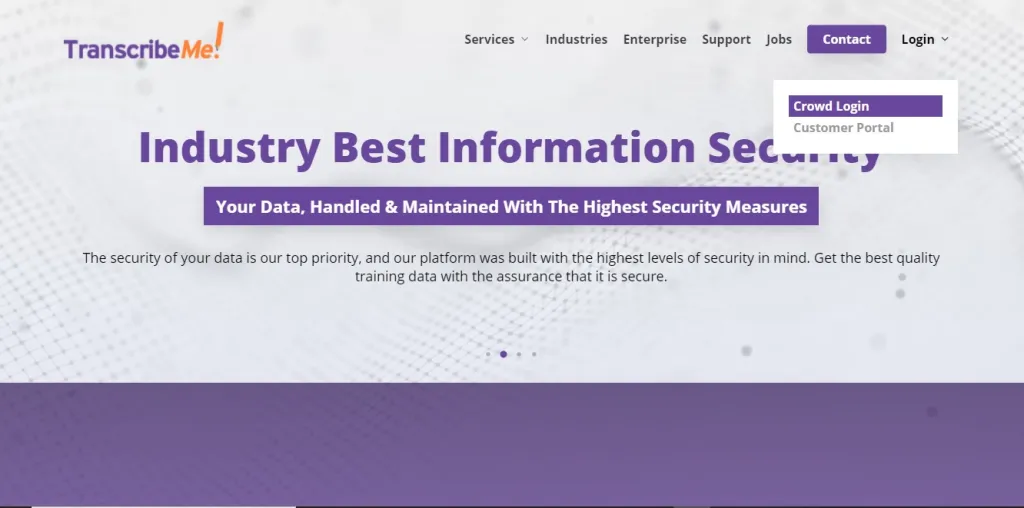 TranscribeMe!
Services Industries Enterprise Support Jobs Contact Login
Crowd Login
Customer Portal
Industry Best Information Security
Your Data, Handled & Maintained With The Highest Security Measures
The security of your data is our top priority, and our platform was built with the highest levels of security in mind. Get the best quality
training data with the assurance that it is secure.